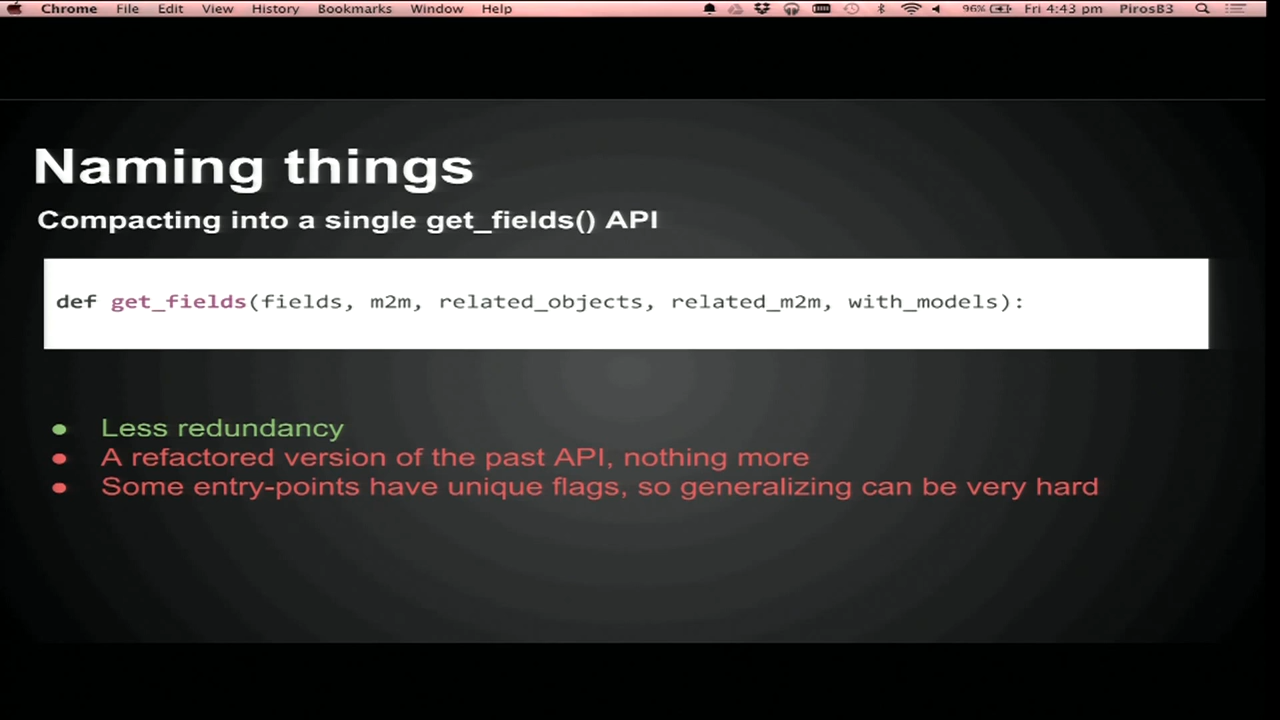 Chrome File Edit View History Bookmarks Window Help 96% Fri 4:43 pm PirosB3
Naming things
Compacting into a single get_fields() API
def get_fields(fields, m2m, related_objects, related_m2m, with_models):
● Less redundancy
● A refactored version of the past API, nothing more
● Some entry-points have unique flags, so generalizing can be very hard